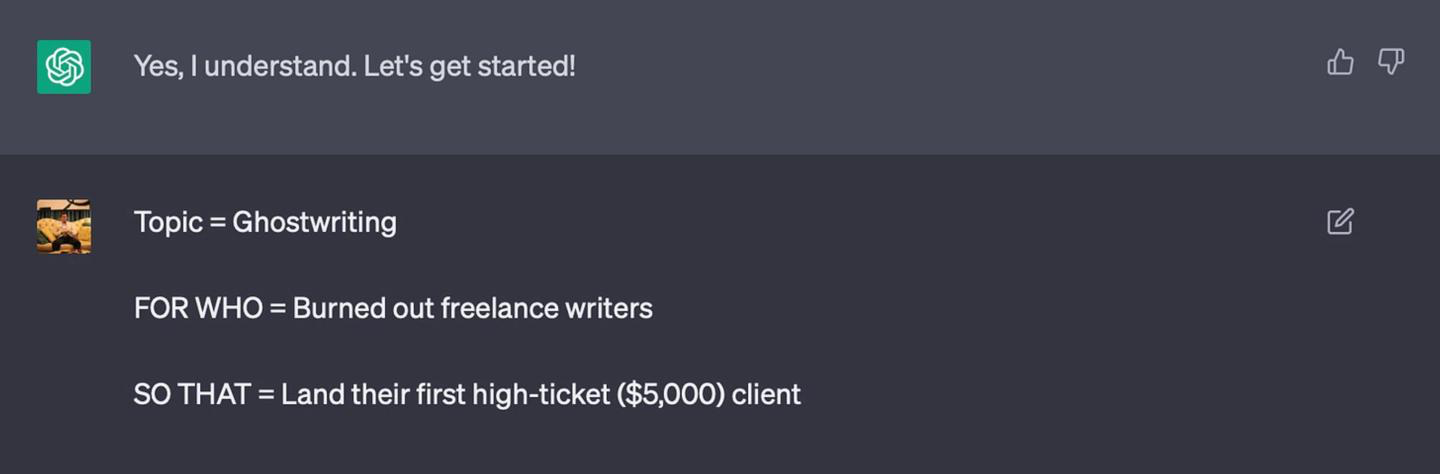 Yes, I understand. Let's get started!
Topic = Ghostwriting
FOR WHO = Burned out freelance writers
SO THAT = Land their first high-ticket ($5,000) client